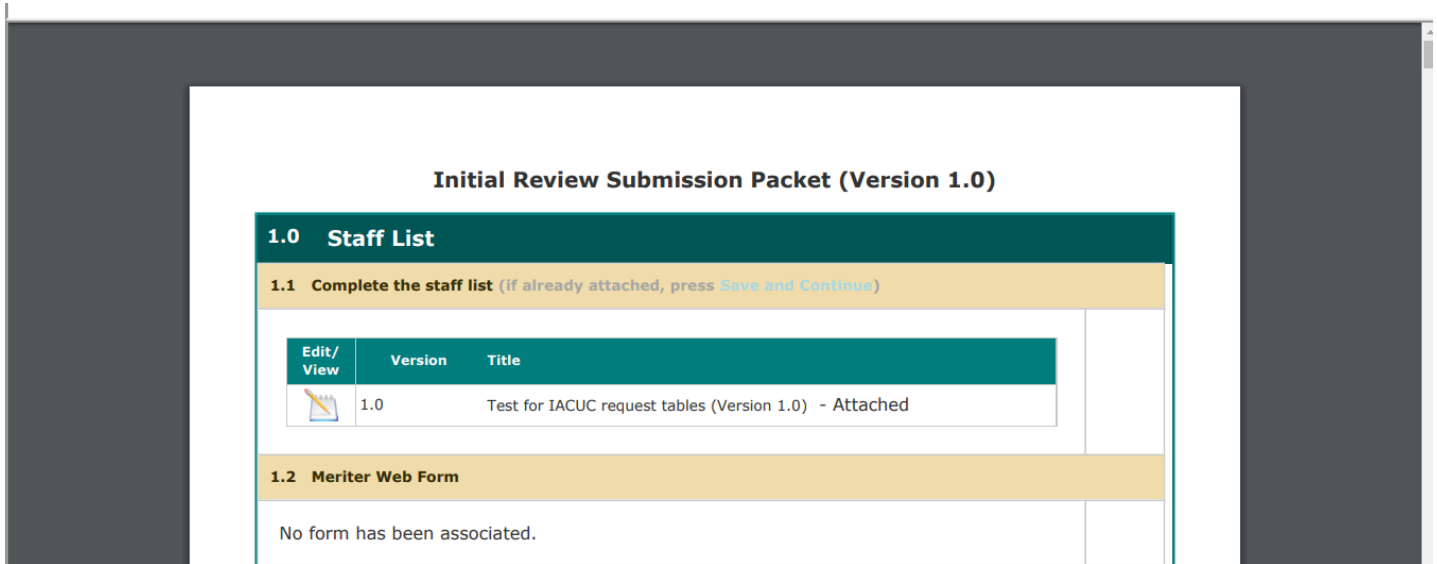 Initial Review Submission Packet (Version 1.0)
1.0 Staff List
1.1 Complete the staff list (if already attached, press Save and Continue)
Edit/
View
Version Title
1.0 Test for IACUC request tables (Version 1.0) - Attached
1.2 Meriter Web Form
No form has been associated.